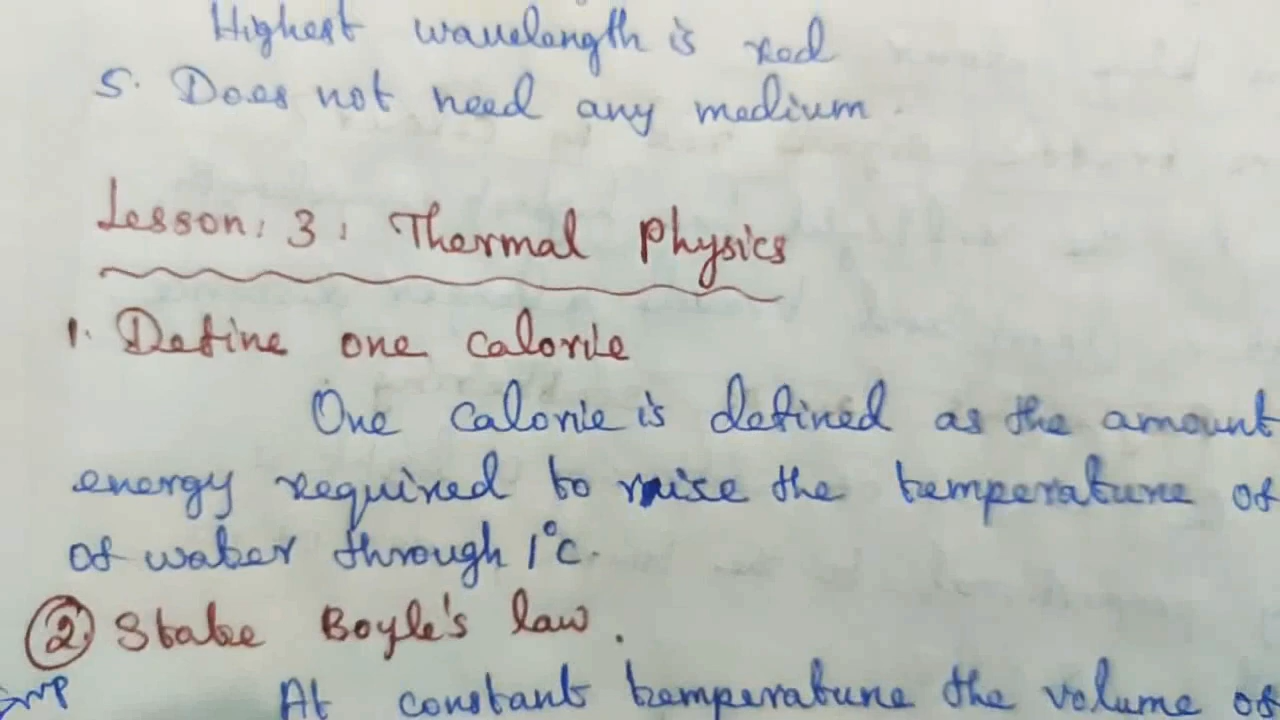 Highest wavelength is red
5. Does not need any medium.
Lesson: 3: Thermal Physics
1. Define one calorie
One calorie is defined as the amount
energy required to raise the temperature of
of water through 1°c.
② State Boyle's law.
At constant temperature the volume of